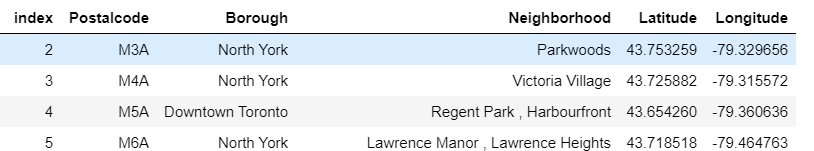 index Postalcode Borough Neighborhood Latitude Longitude
2 M3A North York Parkwoods 43.753259 -79.329656
3 M4A North York Victoria Village 43.725882 -79.315572
4 M5A Downtown Toronto Regent Park , Harbourfront 43.654260 -79.360636
5 M6A North York Lawrence Manor , Lawrence Heights 43.718518 -79.464763